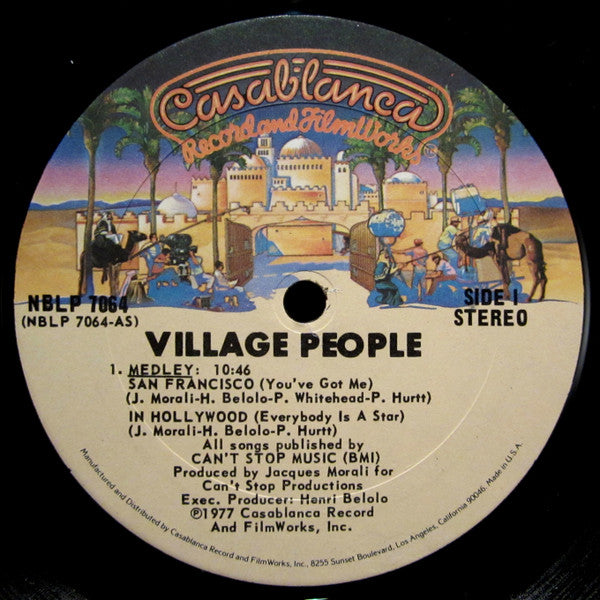 Casablanca
Record and FilmWorks
NBLP 7064
(NBLP 7064-AS)
SIDE I
STEREO
VILLAGE PEOPLE
1. MEDLEY: 10:46
SAN FRANCISCO (You've Got Me)
(J. Morali-H. Belolo-P. Whitehead-P. Hurtt)
IN HOLLYWOOD (Everybody Is A Star)
(J. Morali-H. Belolo-P. Hurtt)
All songs published by
CAN'T STOP MUSIC (BMI)
Produced by Jacques Morali for
Can't Stop Productions
Exec. Producer: Henri Belolo
℗1977 Casablanca Record
And FilmWorks, Inc.
Manufactured and Distributed by Casablanca Record and FilmWorks, Inc., 8255 Sunset Boulevard, Los Angeles, California 90046. Made in U.S.A.